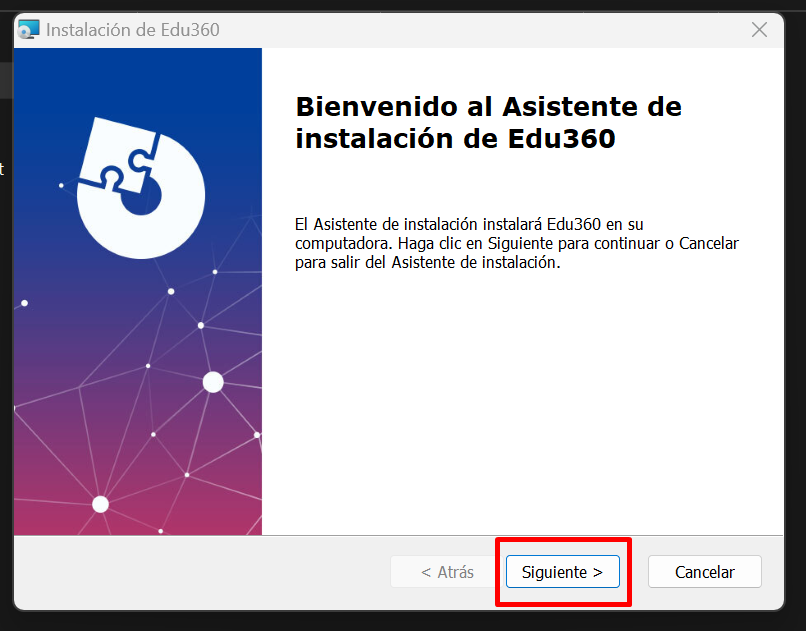 Instalación de Edu360
t
Bienvenido al Asistente de
instalación de Edu360
El Asistente de instalación instalará Edu360 en su
computadora. Haga clic en Siguiente para continuar o Cancelar
para salir del Asistente de instalación.
< Atrás
Siguiente >
Cancelar